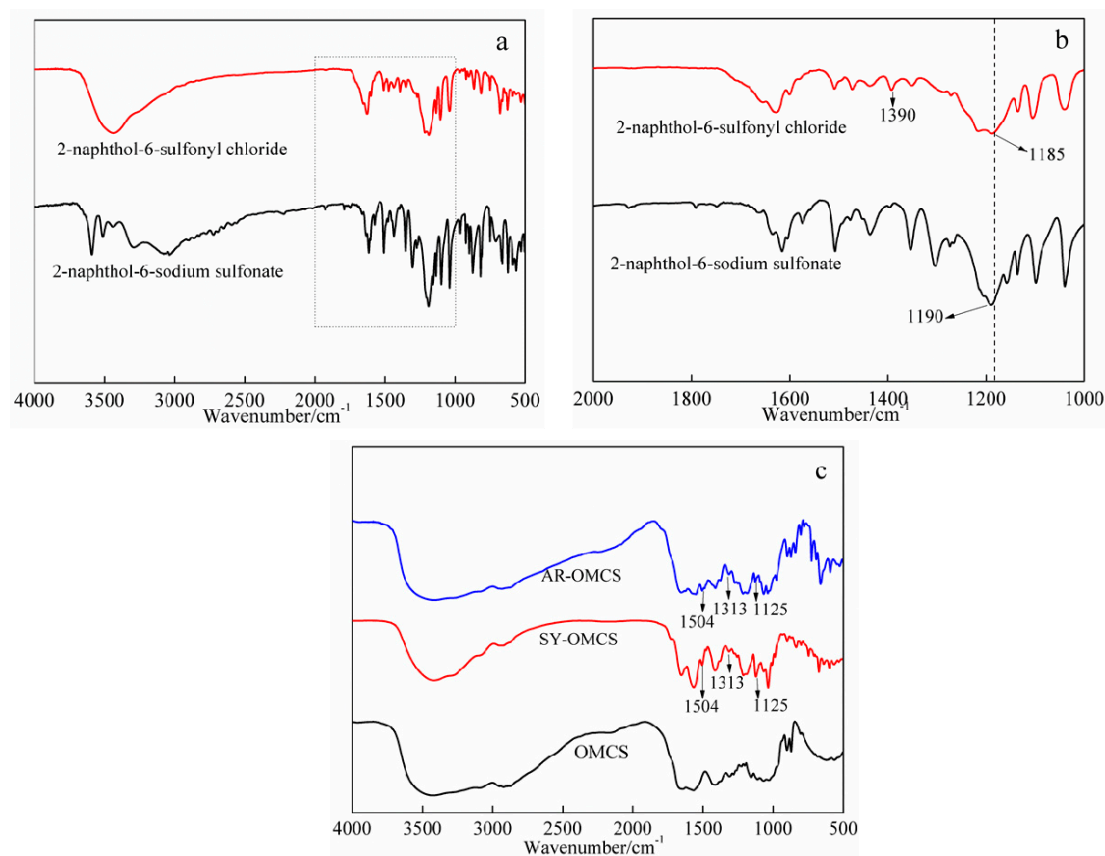 a
2-naphthol-6-sulfonyl chloride
2-naphthol-6-sodium sulfonate
4000 3500 3000 2500 2000 1500 1000 500
Wavenumber/cm-1
b
1390
2-naphthol-6-sulfonyl chloride
1185
2-naphthol-6-sodium sulfonate
1190
2000 1800 1600 1400 1200 1000
Wavenumber/cm-1
c
AR-OMCS
1504 1313 1125
SY-OMCS
1504 1313 1125
OMCS
4000 3500 3000 2500 2000 1500 1000 500
Wavenumber/cm-1